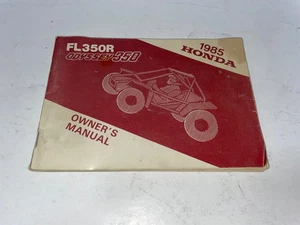 FL350R
ODYSSEY 350
1985
HONDA
OWNER'S
MANUAL